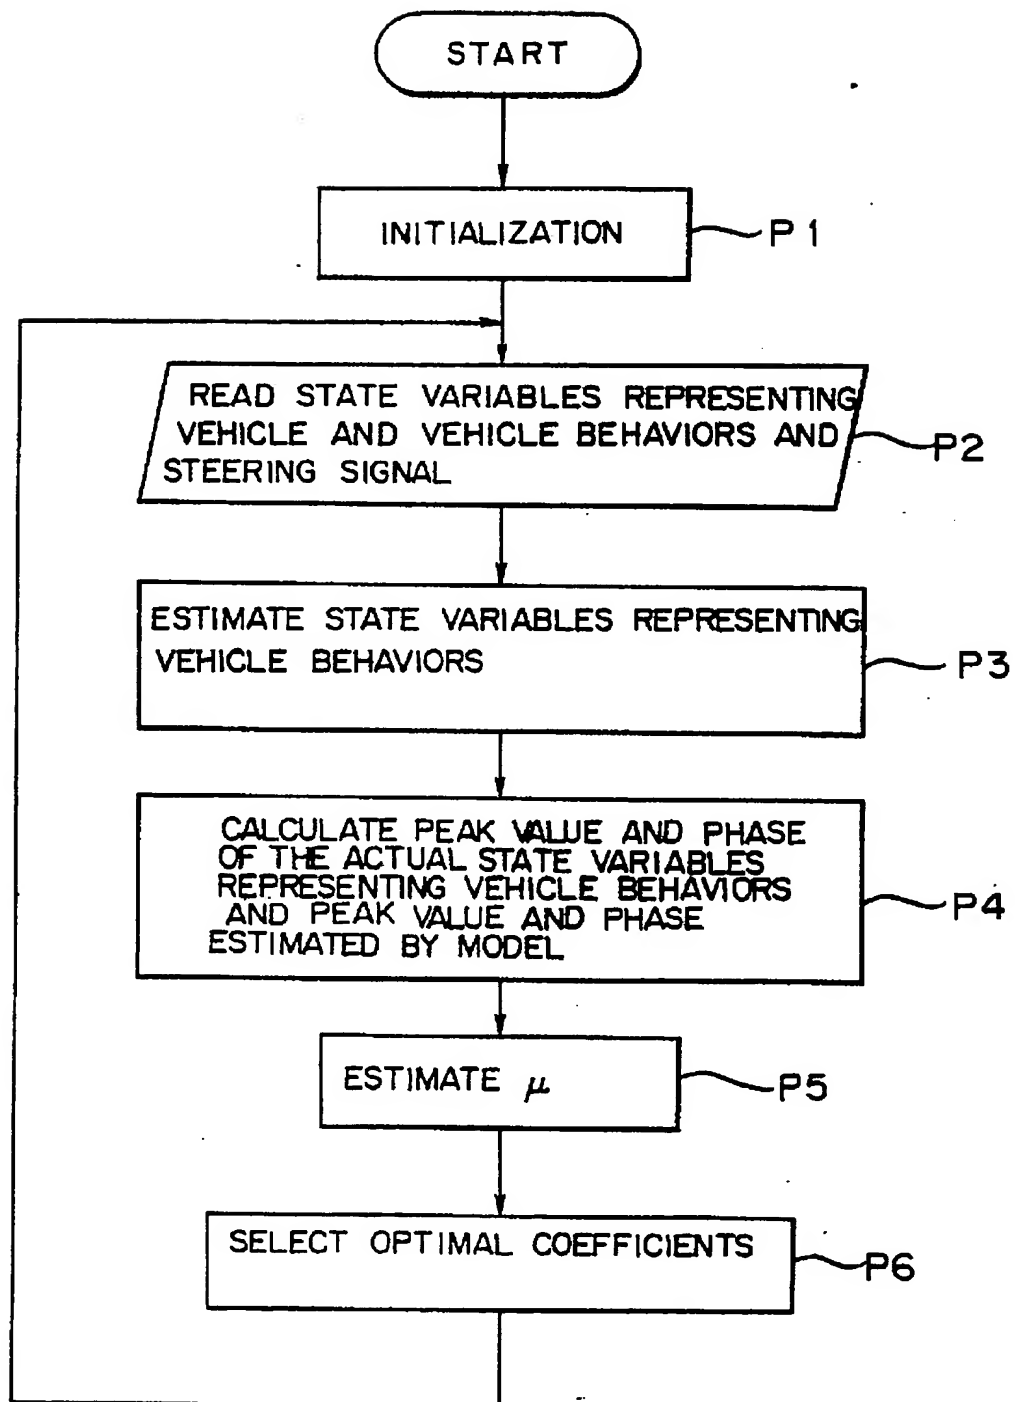 START
INITIALIZATION
P1
READ STATE VARIABLES REPRESENTING
VEHICLE AND VEHICLE BEHAVIORS AND
STEERING SIGNAL
P2
ESTIMATE STATE VARIABLES REPRESENTING
VEHICLE BEHAVIORS
P3
CALCULATE PEAK VALUE AND PHASE
OF THE ACTUAL STATE VARIABLES
REPRESENTING VEHICLE BEHAVIORS
AND PEAK VALUE AND PHASE
ESTIMATED BY MODEL
P4
ESTIMATE μ
P5
SELECT OPTIMAL COEFFICIENTS
P6